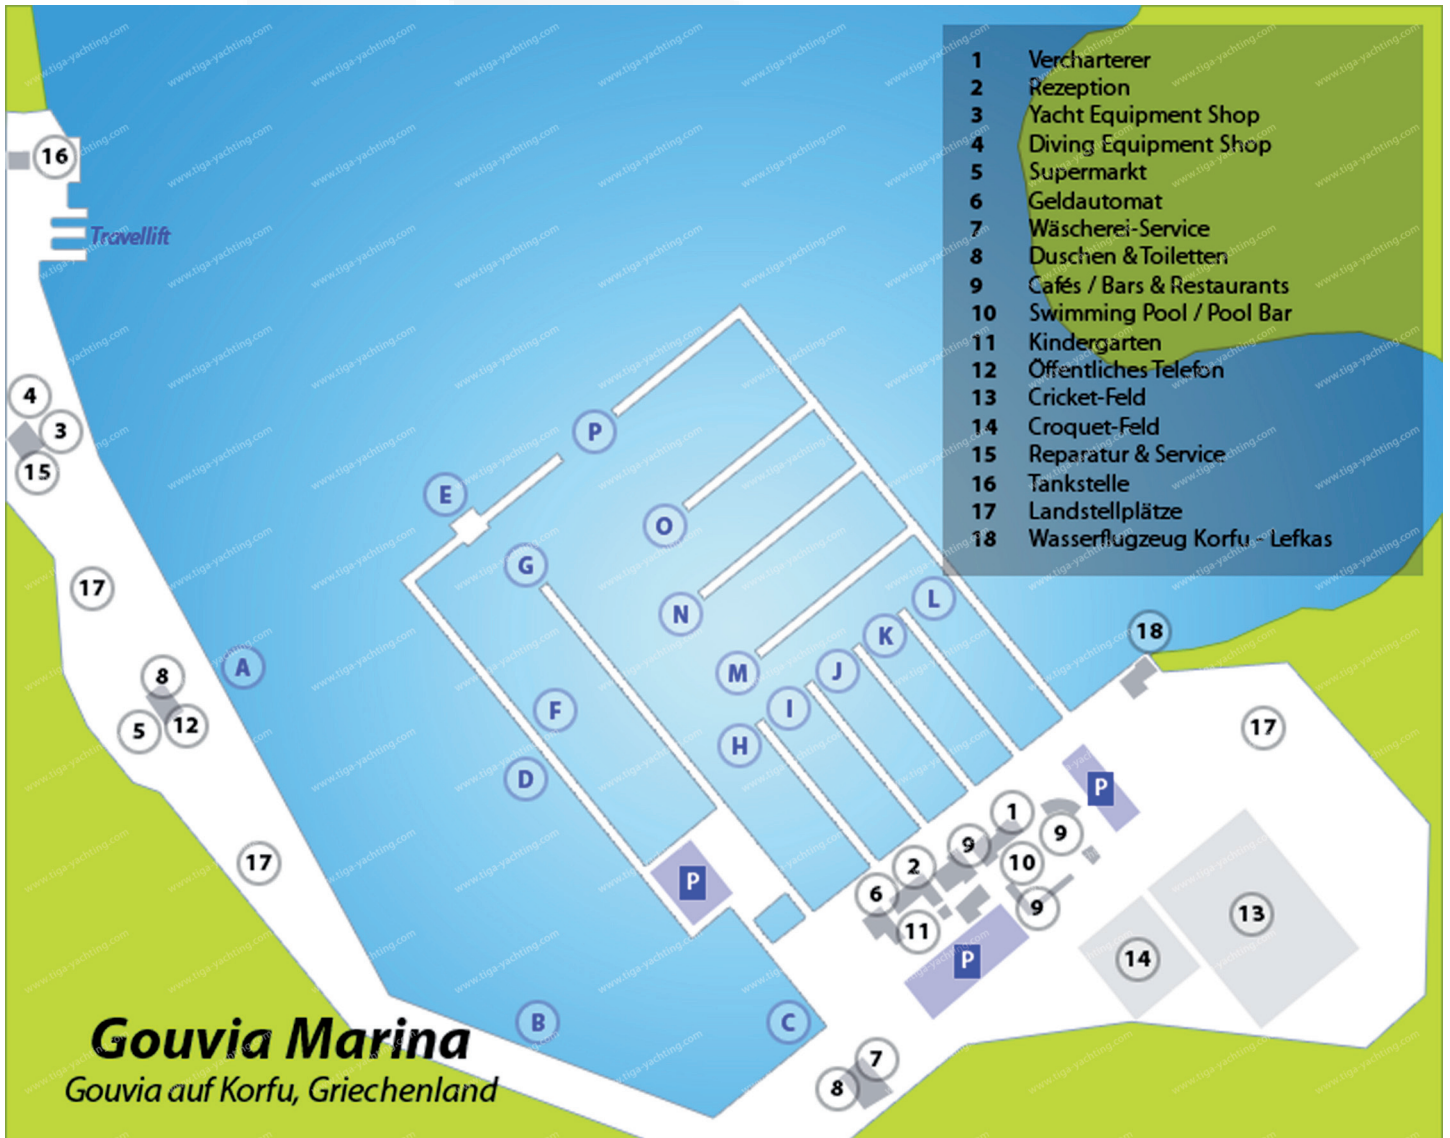 1 Vercharterer
2 Rezeption
3 Yacht Equipment Shop
4 Diving Equipment Shop
5 Supermarkt
6 Geldautomat
7 Wäscherei-Service
8 Duschen & Toiletten
9 Cafés / Bars & Restaurants
10 Swimming Pool / Pool Bar
11 Kindergarten
12 Öffentliches Telefon
13 Cricket-Feld
14 Croquet-Feld
15 Reparatur & Service
16 Tankstelle
17 Landstellplätze
18 Wasserflugzeug Korfu - Lefkas
16
Travellift
4
3
15
P
E
O
G
17
N
L
18
K
A
M
J
8
I
F
5
12
H
17
D
P
1
9
9
2
10
17
P
6
9
13
11
14
P
B
C
Gouvia Marina
Gouvia auf Korfu, Griechenland
7
8
www.tiga-yachting.com